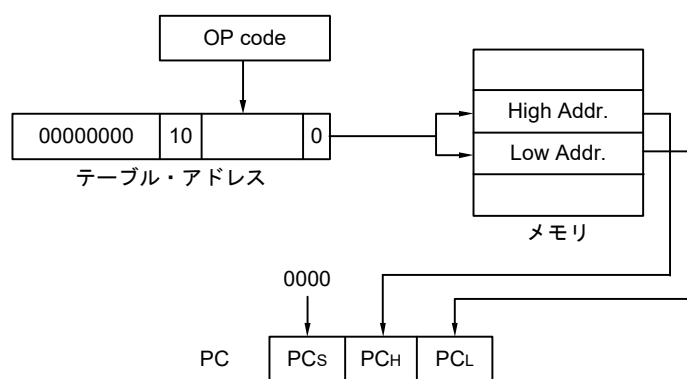 OP code
High Addr.
00000000 10 0
Low Addr.
テーブル・アドレス
メモリ
0000
PC PCS PCH PCL